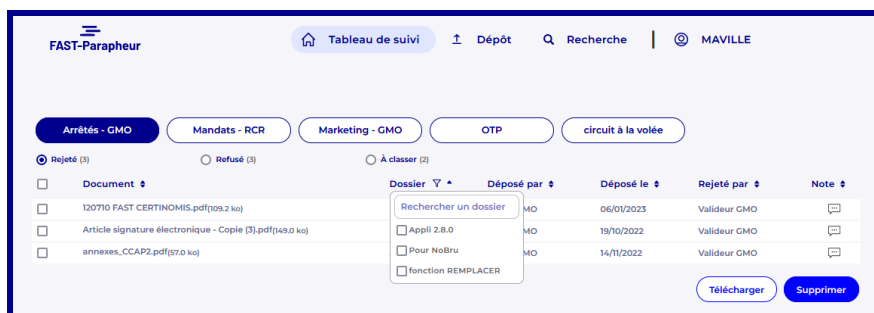 FAST-Parapheur
Tableau de suivi Dépôt Recherche MAVILLE
Arrêtés - GMO Mandats - RCR Marketing - GMO OTP circuit à la volée
Rejeté (3) Refusé (3) À classer (2)
Document Dossier Déposé par Déposé le Rejeté par Note
120710 FAST CERTINOMIS.pdf(109.2 ko) MO 06/01/2023 Valideur GMO
Article signature électronique - Copie (3).pdf(149.0 ko) MO 19/10/2022 Valideur GMO
annexes_CCAP2.pdf(57.0 ko) MO 14/11/2022 Valideur GMO
Rechercher un dossier
Appli 2.8.0
Pour NoBru
fonction REMPLACER
Télécharger Supprimer